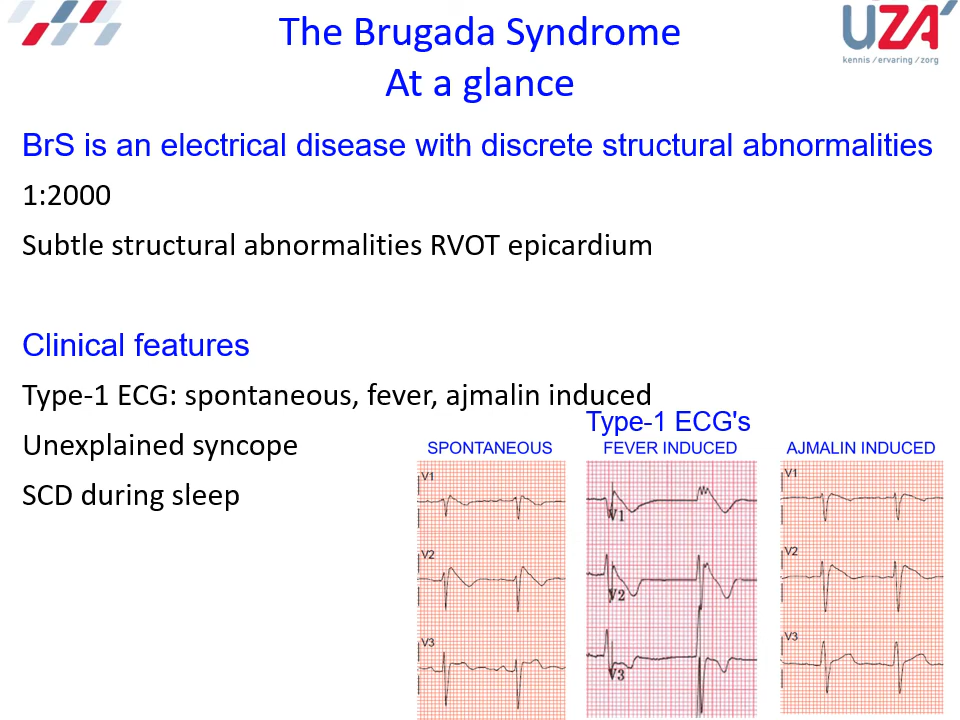 The Brugada Syndrome
At a glance
UZA'
kennis / ervaring / zorg
BrS is an electrical disease with discrete structural abnormalities
1:2000
Subtle structural abnormalities RVOT epicardium
Clinical features
Type-1 ECG: spontaneous, fever, ajmalin induced
Unexplained syncope
SCD during sleep
Type-1 ECG's
SPONTANEOUS
FEVER INDUCED
AJMALIN INDUCED
V1
V2
V3
V1
V2
V3
V1
V2
V3